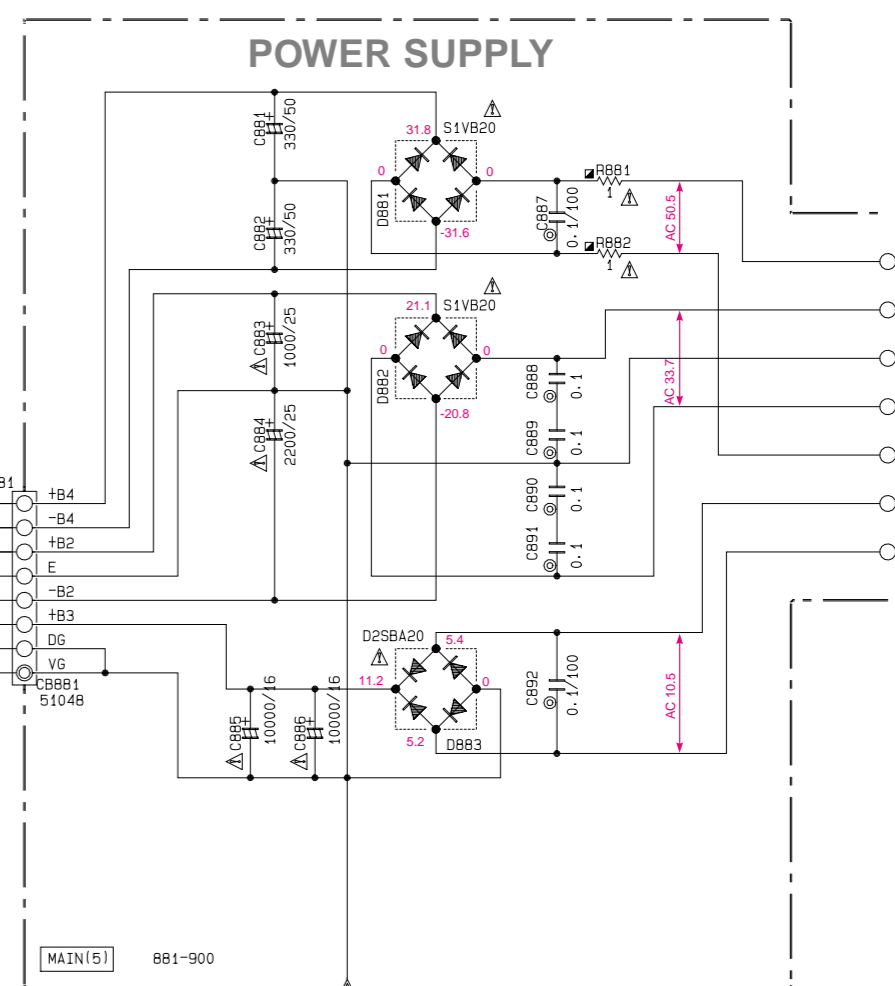 POWER SUPPLY
C881
330/50
+
31.8
S1VB20
0
0
D881
-31.6
C882
330/50
+
C887
0.1/100
R881
1
R882
1
AC 50.5
C883
1000/25
+
21.1
S1VB20
0
0
D882
-20.8
C884
2200/25
+
C888
0.1
C889
0.1
C890
0.1
C891
0.1
AC 33.7
81
+B4
-B4
+B2
E
-B2
+B3
DG
VG
CB881
51048
D2SBA20
5.4
11.2
0
5.2
D883
C885
10000/16
+
C886
10000/16
+
C892
0.1/100
AC 10.5
MAIN(5)
881-900